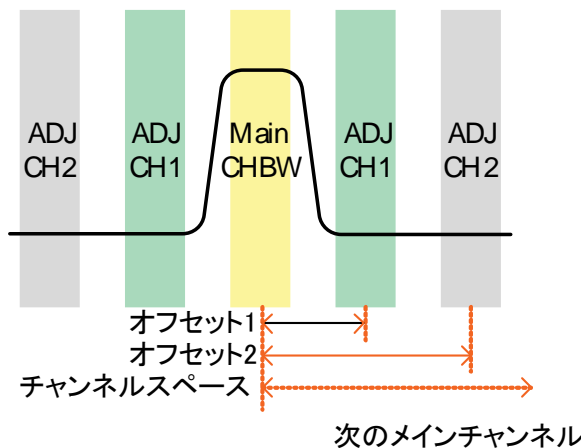 ADJ
CH2
ADJ
CH1
Main
CHBW
ADJ
CH1
ADJ
CH2
オフセット1
オフセット2
チャンネルスペース
次のメインチャンネル